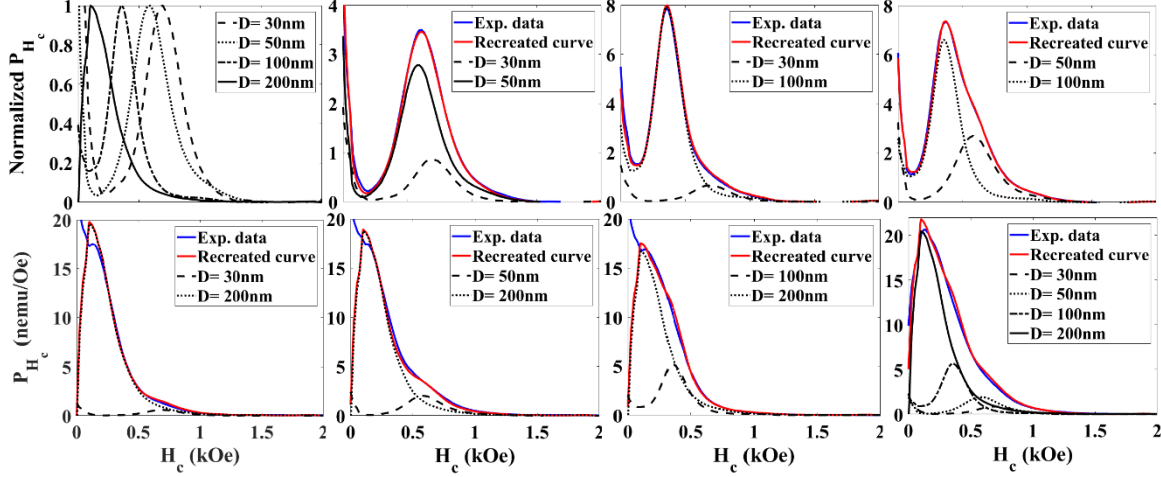 Normalized P_Hc
1
0.8
0.6
0.4
0.2
0
D= 30nm
D= 50nm
D= 100nm
D= 200nm
4
3
2
1
0
Exp. data
Recreated curve
D= 30nm
D= 50nm
8
6
4
2
0
Exp. data
Recreated curve
D= 30nm
D= 100nm
8
6
4
2
0
Exp. data
Recreated curve
D= 50nm
D= 100nm
P_Hc (nemu/Oe)
20
15
10
5
0
Exp. data
Recreated curve
D= 30nm
D= 200nm
0 0.5 1 1.5 2
H_c (kOe)
20
15
10
5
0
Exp. data
Recreated curve
D= 50nm
D= 200nm
0 0.5 1 1.5 2
H_c (kOe)
20
15
10
5
0
Exp. data
Recreated curve
D= 100nm
D= 200nm
0 0.5 1 1.5 2
H_c (kOe)
20
15
10
5
0
Exp. data
Recreated curve
D= 30nm
D= 50nm
D= 100nm
D= 200nm
0 0.5 1 1.5 2
H_c (kOe)